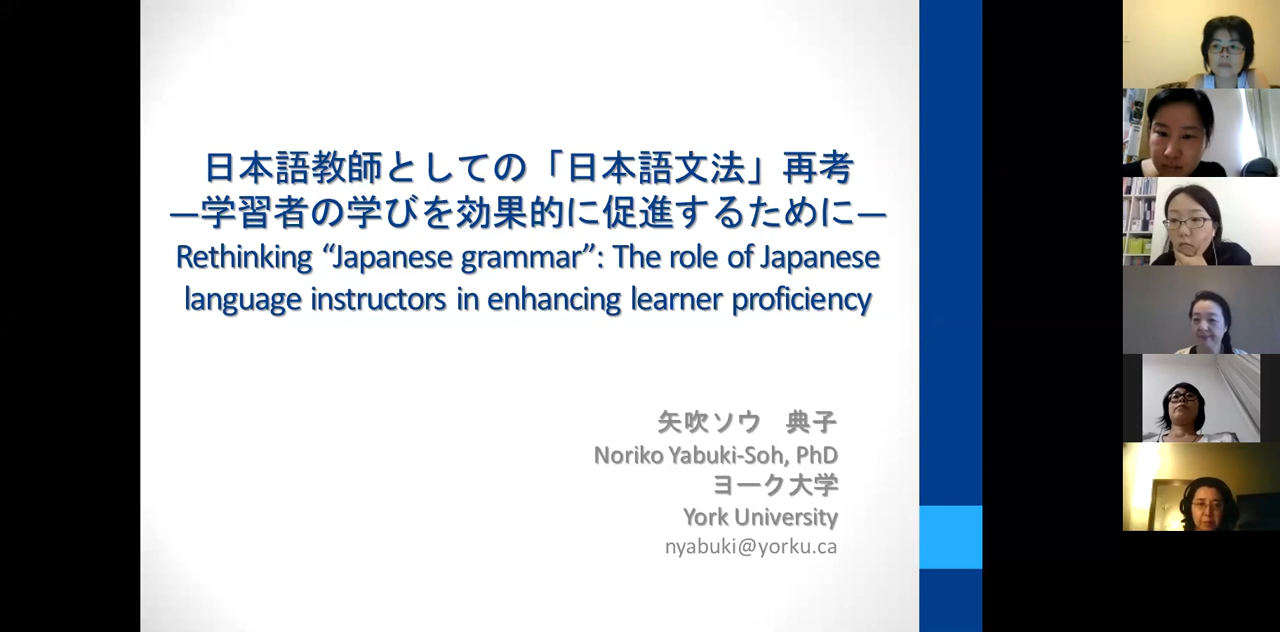 日本語教師としての「日本語文法」再考
―学習者の学びを効果的に促進するために―
Rethinking “Japanese grammar”: The role of Japanese
language instructors in enhancing learner proficiency
矢吹ソウ　典子
Noriko Yabuki-Soh, PhD
ヨーク大学
York University
nyabuki@yorku.ca